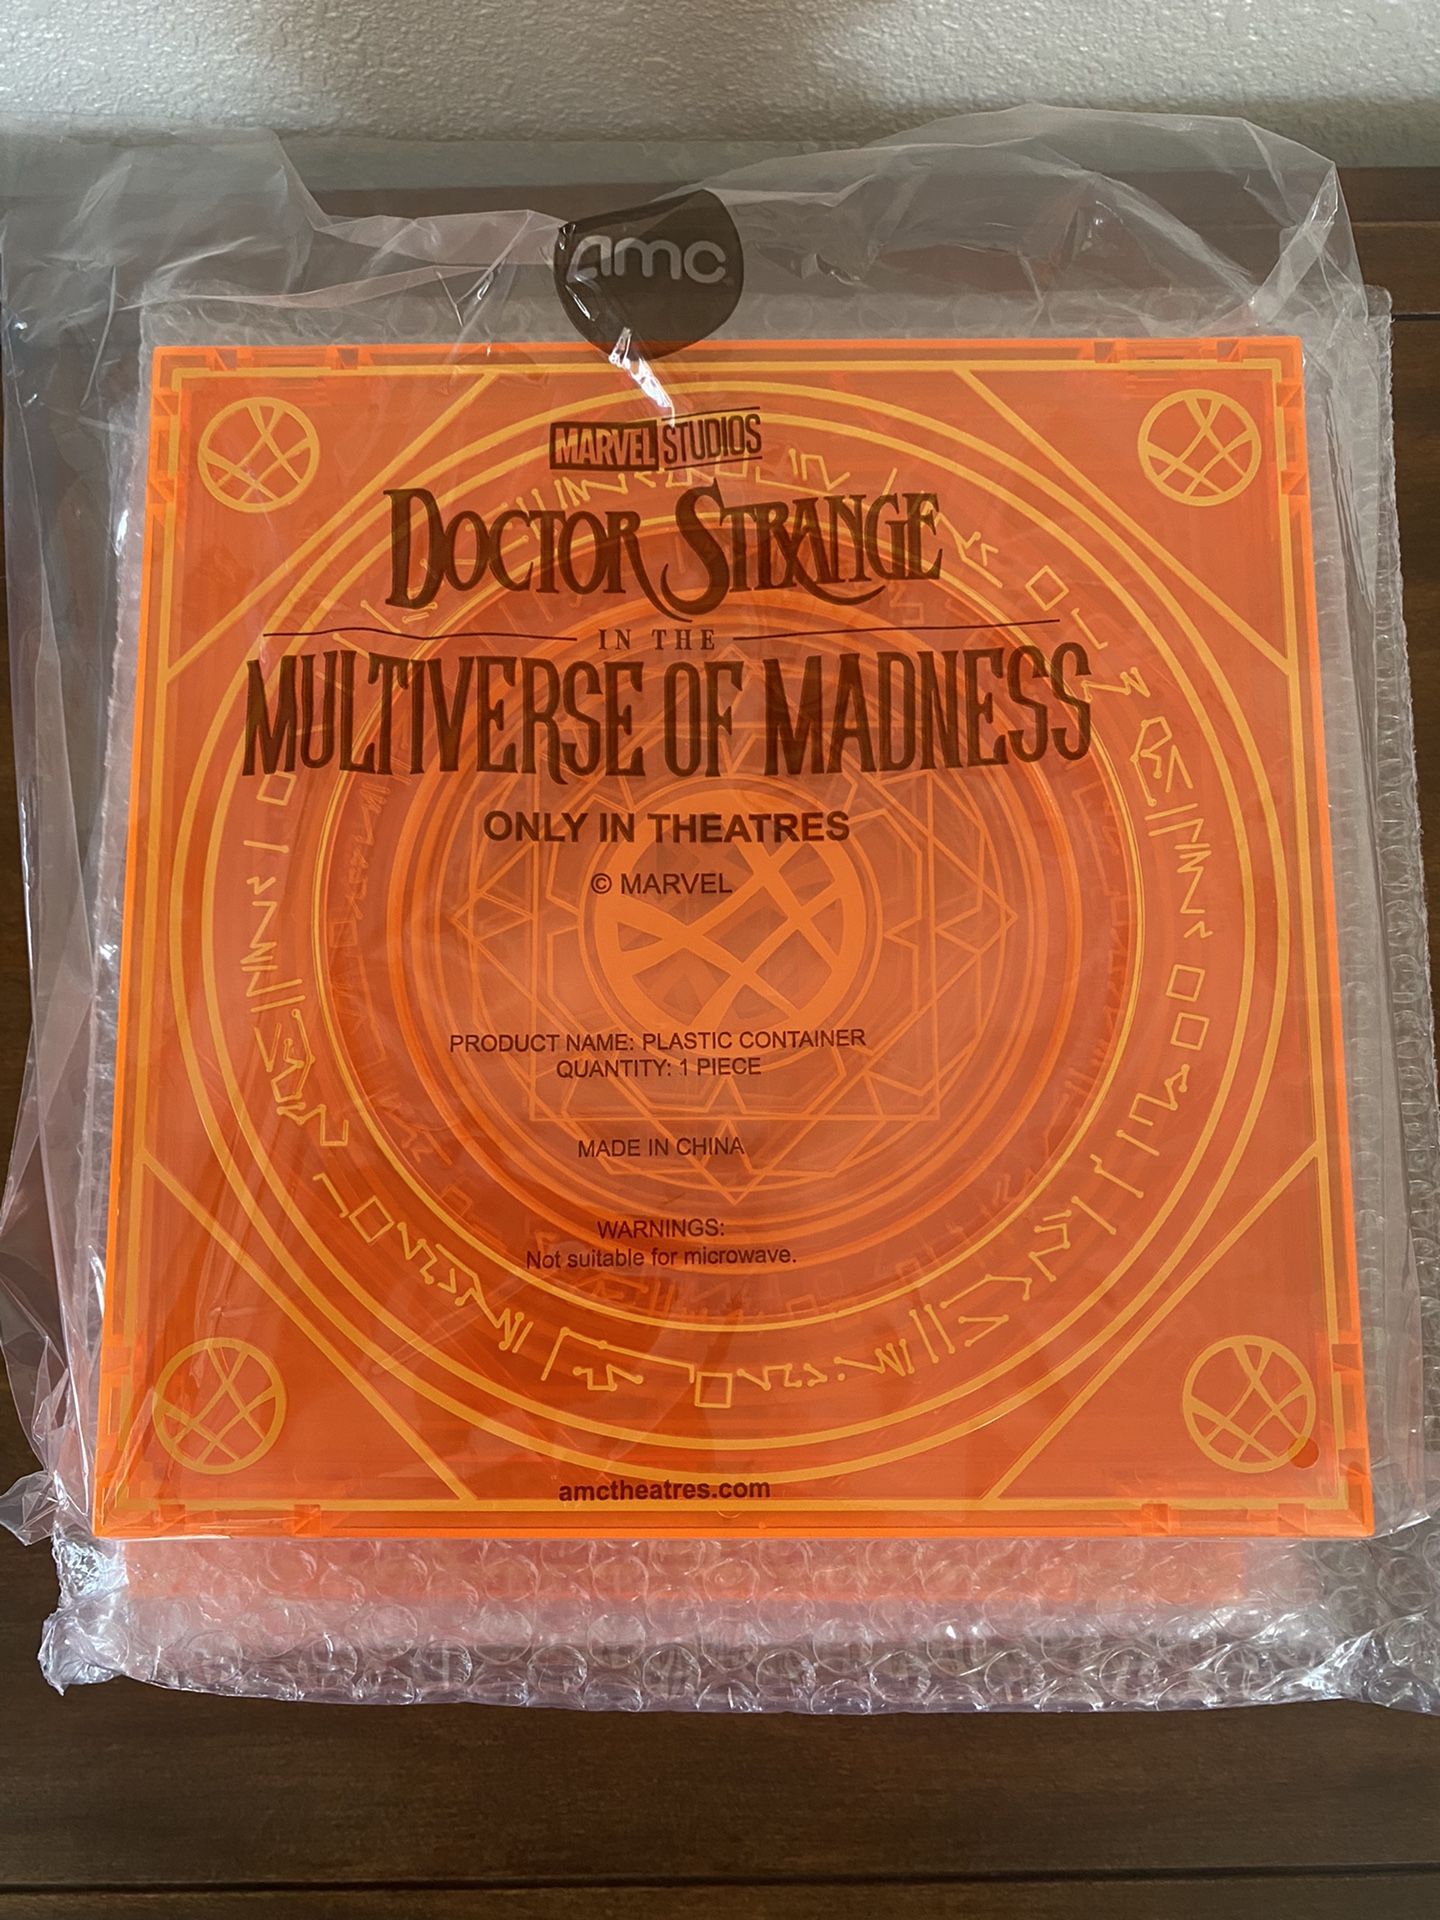 amc
MARVEL STUDIOS
DOCTOR STRANGE
IN THE
MULTIVERSE OF MADNESS
ONLY IN THEATRES
© MARVEL
PRODUCT NAME: PLASTIC CONTAINER
QUANTITY: 1 PIECE
MADE IN CHINA
WARNINGS:
Not suitable for microwave.
amctheatres.com